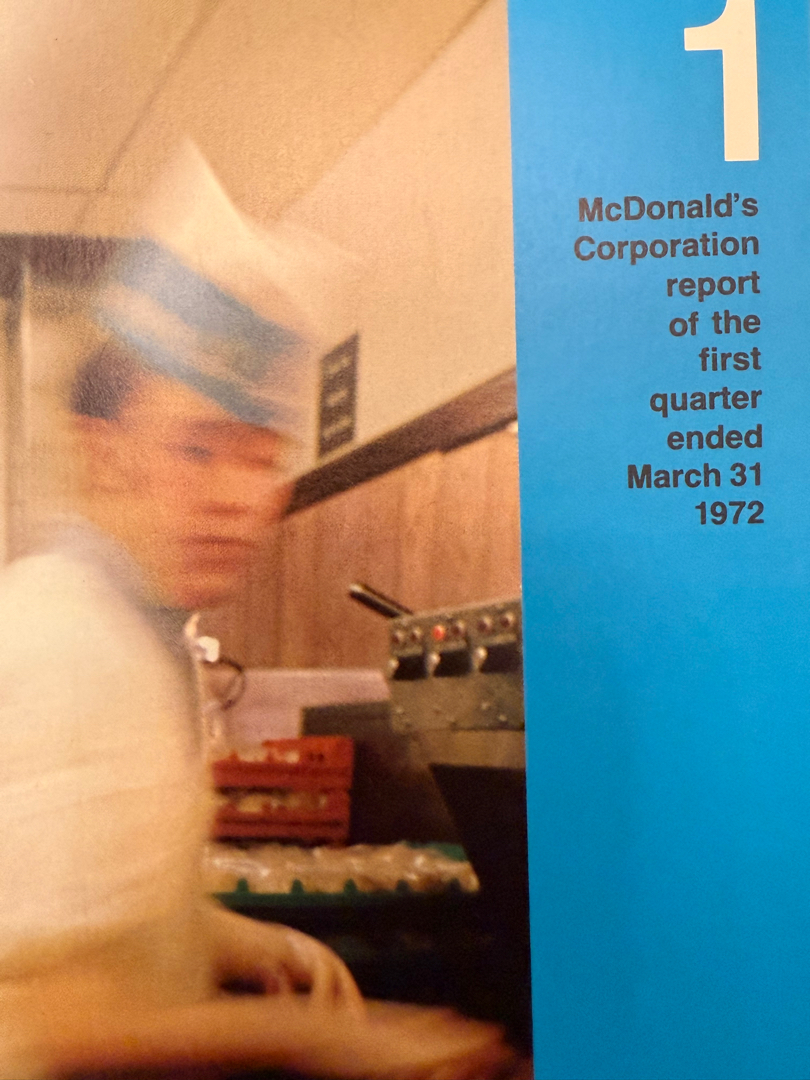 1
McDonald's
Corporation
report
of the
first
quarter
ended
March 31
1972